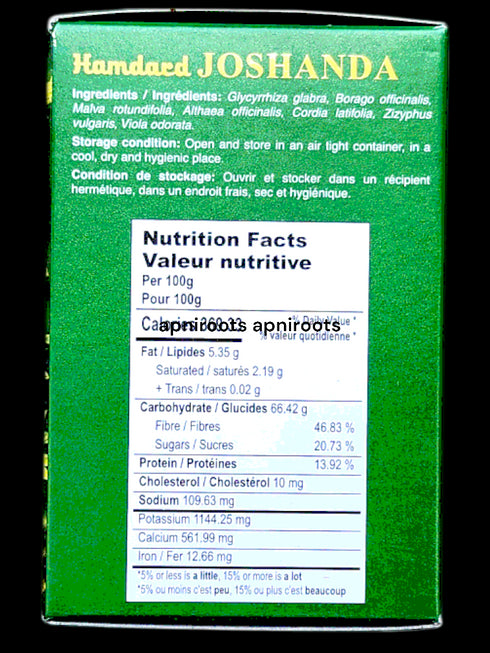 Hamdard JOSHANDA
Ingredients / Ingrédients: Glycyrrhiza glabra, Borago officinalis,
Malva rotundifolia, Althaea officinalis, Cordia latifolia, Zizyphus
vulgaris, Viola odorata.
Storage condition: Open and store in an air tight container, in a
cool, dry and hygienic place.
Condition de stockage: Ouvrir et stocker dans un récipient
hermétique, dans un endroit frais, sec et hygiénique.
Nutrition Facts
Valeur nutritive
Per 100g
Pour 100g
Calories
% Daily Value *
apniroots apniroots
% valeur quotidienne *
Fat / Lipides 5.35 g
Saturated / saturés 2.19 g
+ Trans / trans 0.02 g
Carbohydrate / Glucides 66.42 g
Fibre / Fibres 46.83 %
Sugars / Sucres 20.73 %
Protein / Protéines 13.92 %
Cholesterol / Cholestérol 10 mg
Sodium 109.63 mg
Potassium 1144.25 mg
Calcium 561.99 mg
Iron / Fer 12.66 mg
*5% or less is a little, 15% or more is a lot
*5% ou moins c'est peu, 15% ou plus c'est beaucoup